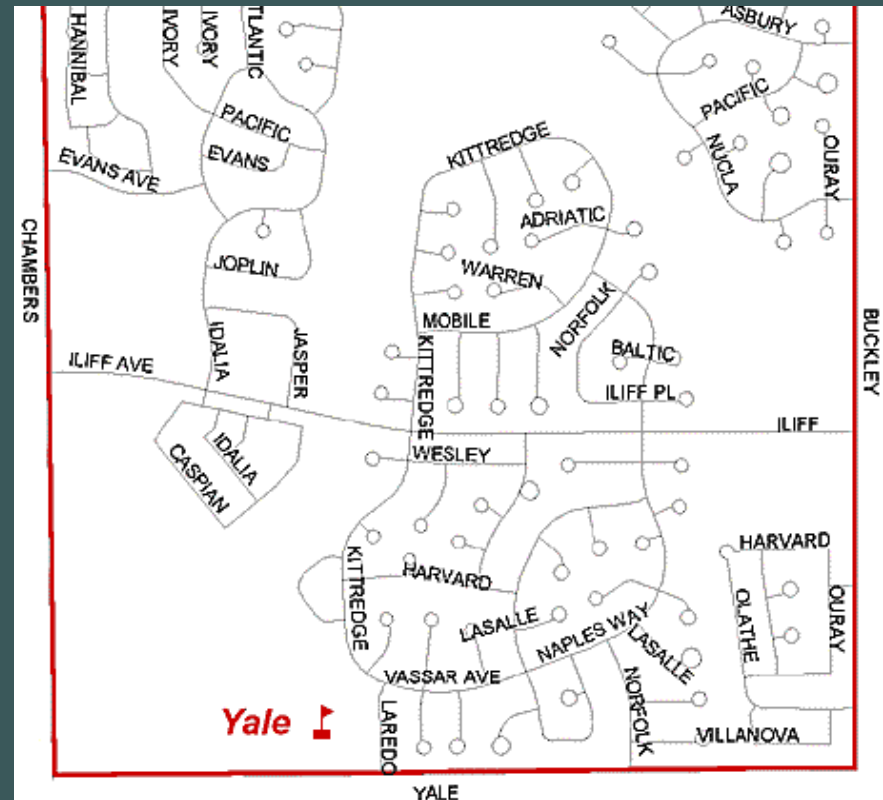 HANNIBAL
IVORY
IVORY
TLANTIC
ASBURY
PACIFIC
PACIFIC
EVANS
EVANS AVE
KITTREDGE
NUCLA
OURAY
ADRIATIC
CHAMBERS
JOPLIN
WARREN
NORFOLK
MOBILE
BUCKLEY
IDALIA
JASPER
KITTREDGE
BALTIC
ILIFF AVE
ILIFF PL
ILIFF
CASPIAN
IDALIA
WESLEY
HARVARD
KITTREDGE
HARVARD
OLATHE
OURAY
LASALLE
NAPLES WAY
LASALLE
VASSAR AVE
NORFOLK
LAREDO
Yale
VILLANOVA
YALE